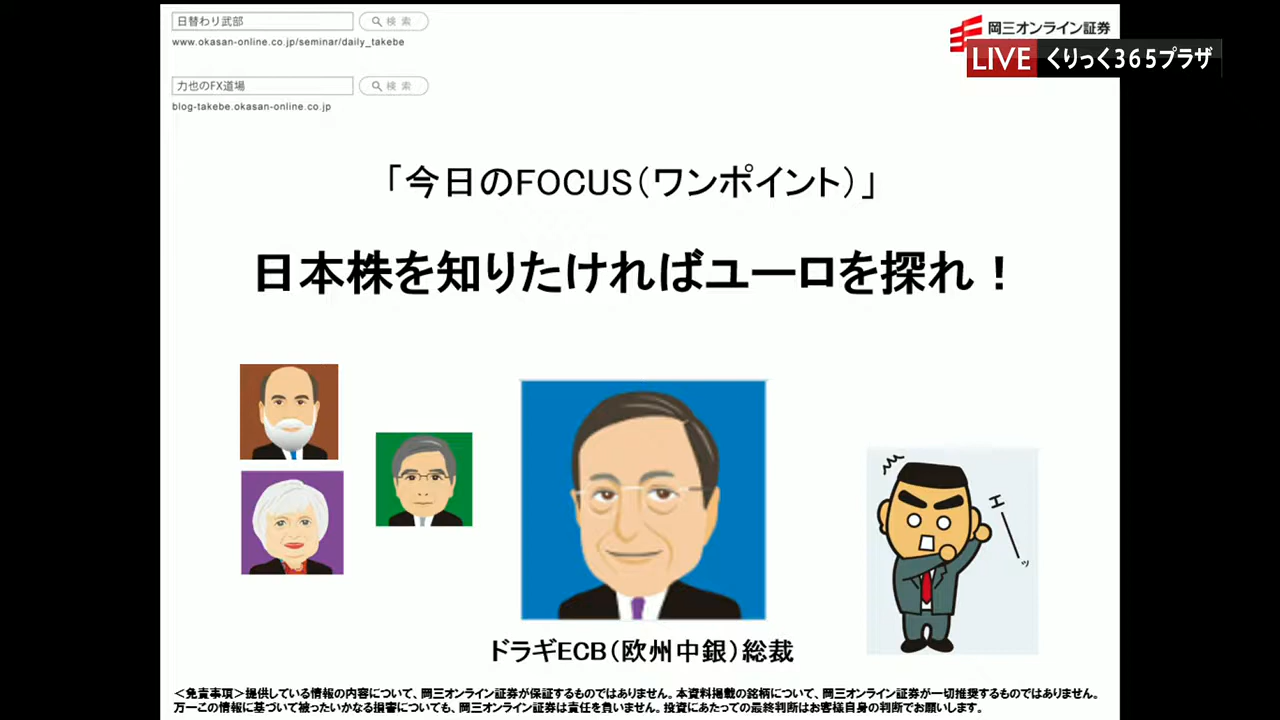 日替わり武部
検索
www.okasan-online.co.jp/seminar/daily_takebe
岡三オンライン証券
LIVE くりっく365プラザ
力也のFX道場
検索
blog-takebe.okasan-online.co.jp
「今日のFOCUS（ワンポイント）」
日本株を知りたければユーロを探れ！
エーッ
ドラギECB（欧州中銀）総裁
＜免責事項＞提供している情報の内容について、岡三オンライン証券が保証するものではありません。本資料掲載の銘柄について、岡三オンライン証券が一切推奨するものではありません。
万一この情報に基づいて被ったいかなる損害についても、岡三オンライン証券は責任を負いません。投資にあたっての最終判断はお客様自身の判断でお願いします。